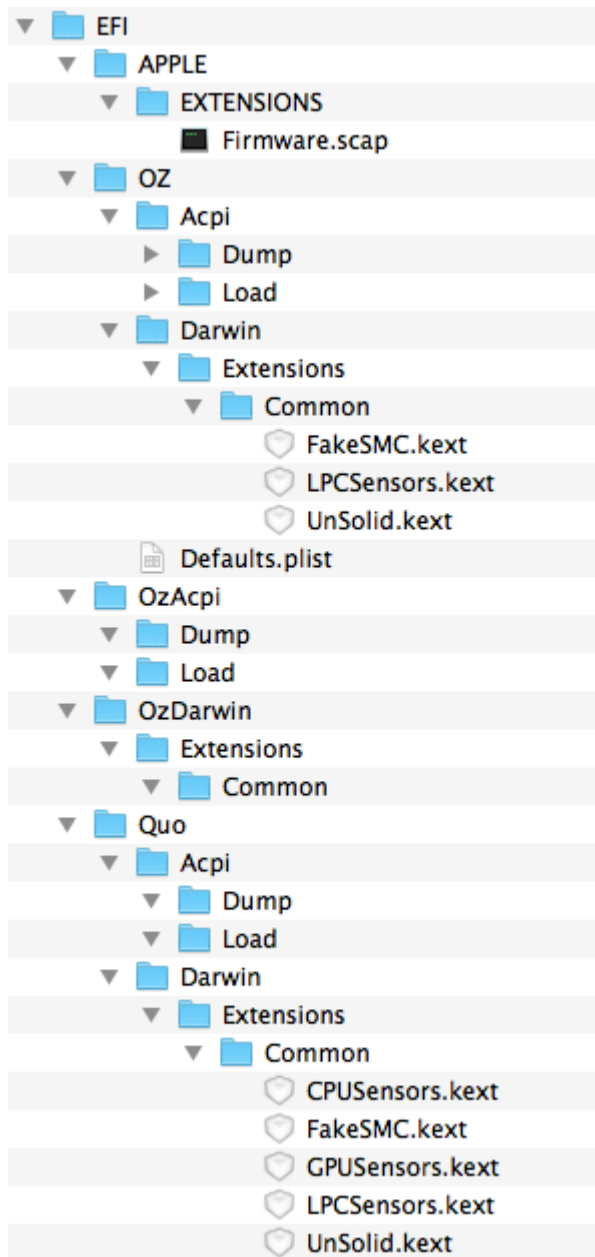 EFI
APPLE
EXTENSIONS
Firmware.scap
OZ
Acpi
Dump
Load
Darwin
Extensions
Common
FakeSMC.kext
LPCSensors.kext
UnSolid.kext
Defaults.plist
OzAcpi
Dump
Load
OzDarwin
Extensions
Common
Quo
Acpi
Dump
Load
Darwin
Extensions
Common
CPUSensors.kext
FakeSMC.kext
GPUSensors.kext
LPCSensors.kext
UnSolid.kext